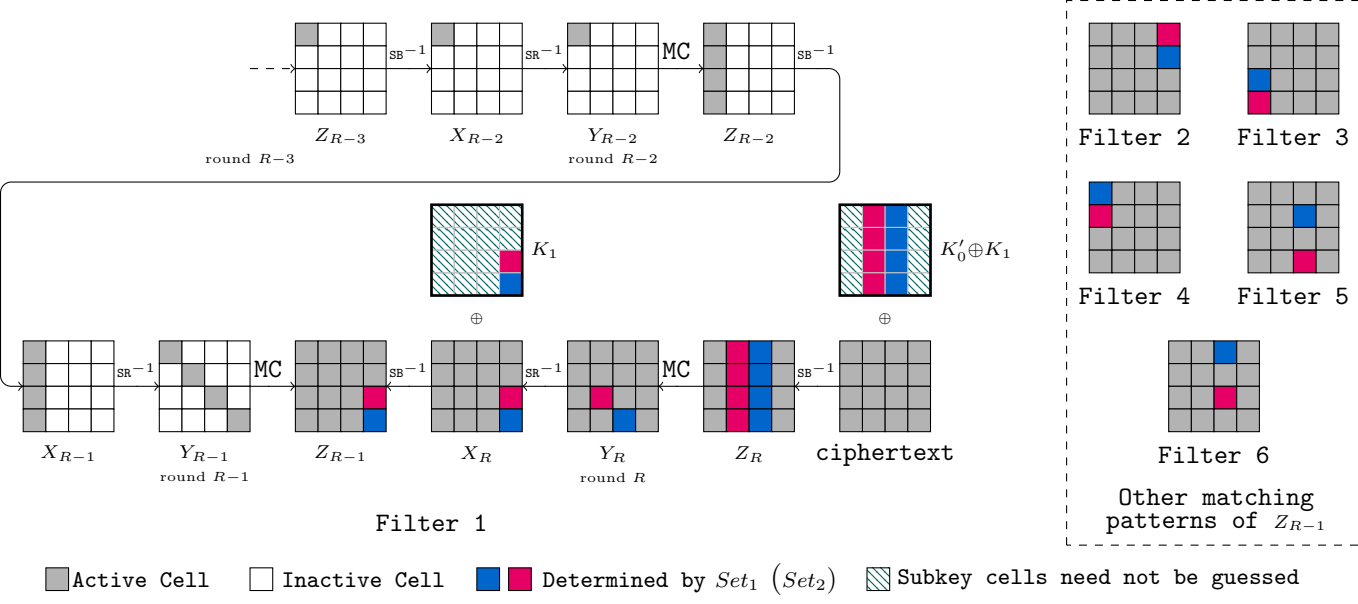 SB−1 SR−1 MC SB−1
Z_{R−3} X_{R−2} Y_{R−2} Z_{R−2}
round R−3 round R−2
K_1 K′_0⊕K_1
⊕ ⊕
SR−1 MC SB−1 SR−1 MC SB−1
X_{R−1} Y_{R−1} Z_{R−1} X_R Y_R Z_R ciphertext
round R−1 round R
Filter 1
Filter 2 Filter 3
Filter 4 Filter 5
Filter 6
Other matching
patterns of Z_{R−1}
Active Cell Inactive Cell Determined by Set_1 (Set_2) Subkey cells need not be guessed